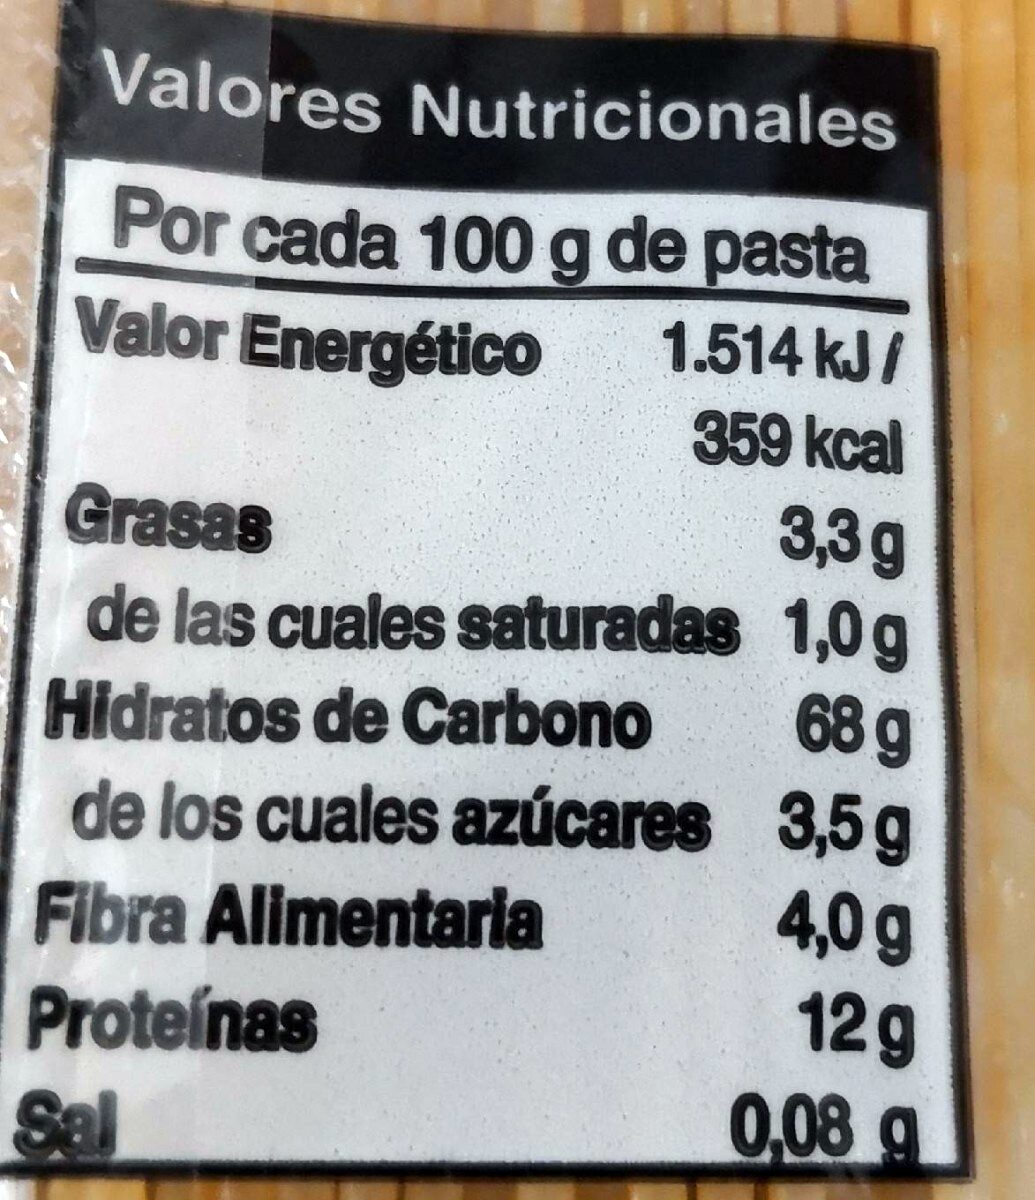 Valores Nutricionales
Por cada 100 g de pasta
Valor Energético 1.514 kJ /
359 kcal
Grasas 3,3 g
de las cuales saturadas 1,0 g
Hidratos de Carbono 68 g
de los cuales azúcares 3,5 g
Fibra Alimentaria 4,0 g
Proteínas 12 g
Sal 0,08 g